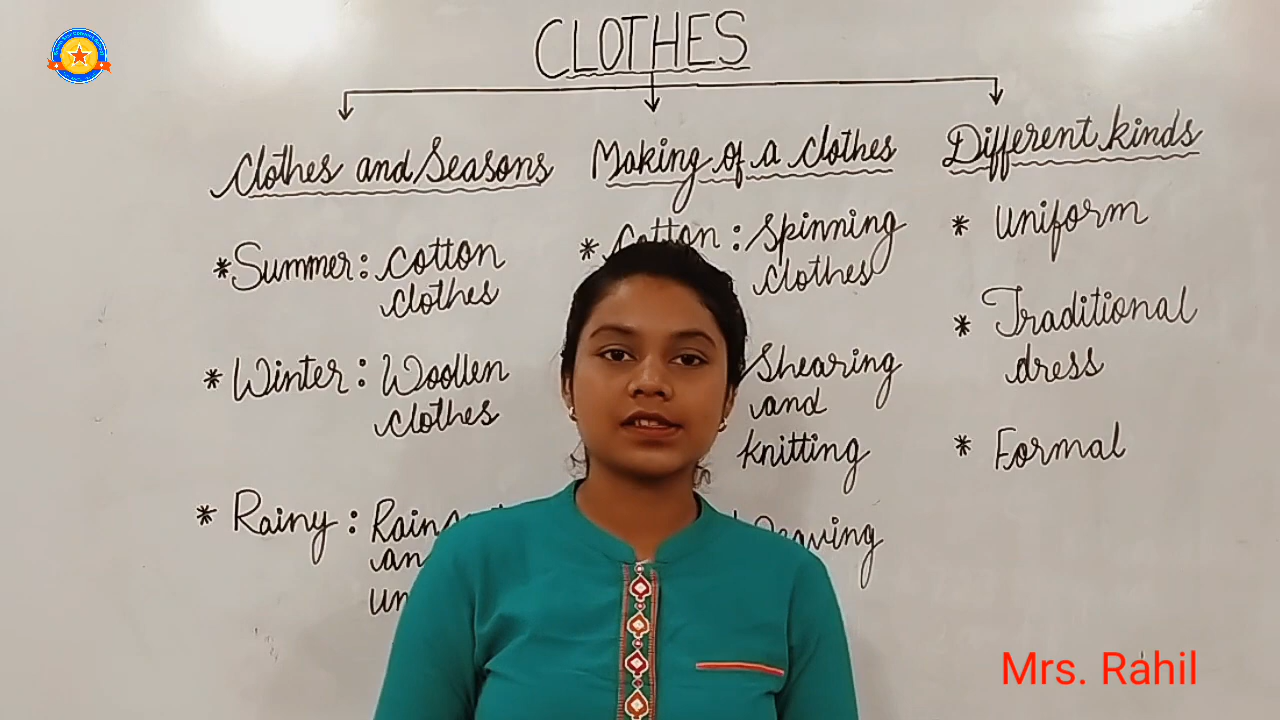 CLOTHES
Clothes and Seasons
* Summer : Cotton
clothes
* Winter : Woollen
clothes
* Rainy :
Making of a clothes
* Cotton : Spinning
clothes
Shearing
and
knitting
Different kinds
* Uniform
* Traditional
dress
* Formal
Mrs. Rahil